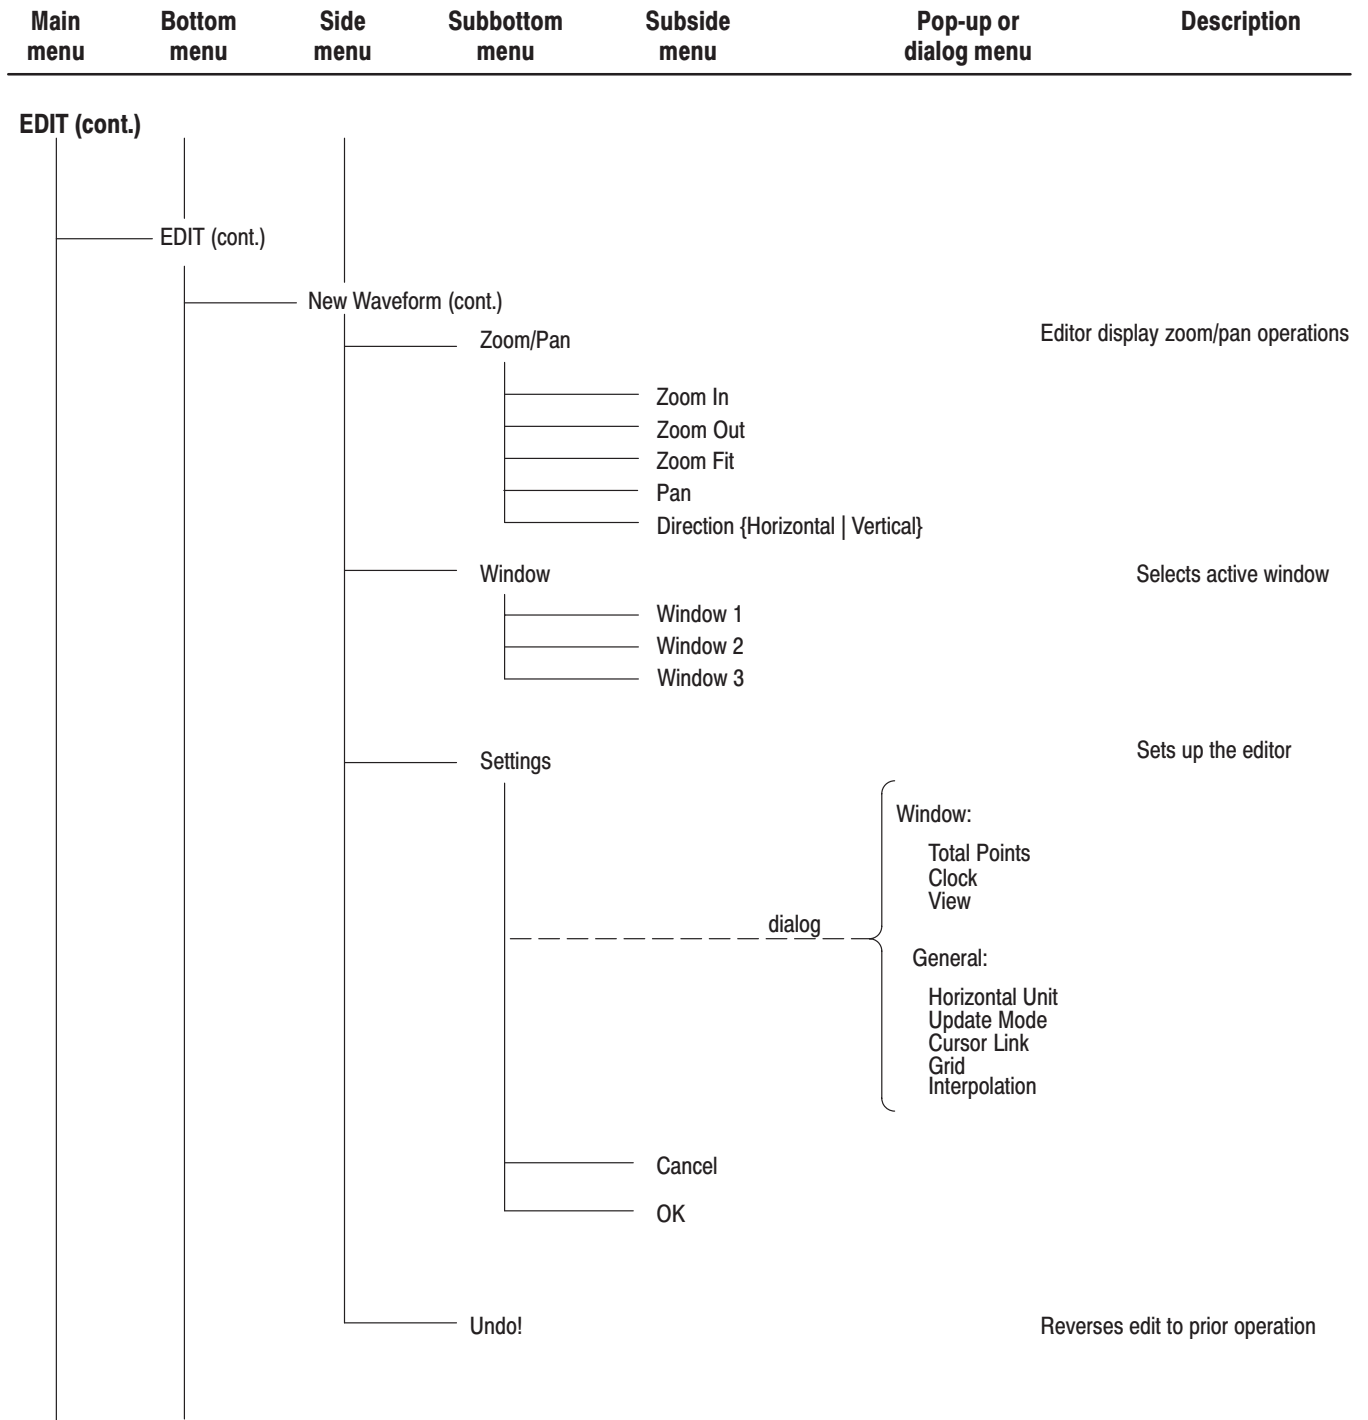 Main Bottom Side Subbottom Subside Pop-up or Description
menu menu menu menu menu dialog menu
EDIT (cont.)
EDIT (cont.)
New Waveform (cont.)
Zoom/Pan Editor display zoom/pan operations
Zoom In
Zoom Out
Zoom Fit
Pan
Direction {Horizontal | Vertical}
Window Selects active window
Window 1
Window 2
Window 3
Settings Sets up the editor
Window:
Total Points
Clock
View
dialog
General:
Horizontal Unit
Update Mode
Cursor Link
Grid
Interpolation
Cancel
OK
Undo! Reverses edit to prior operation